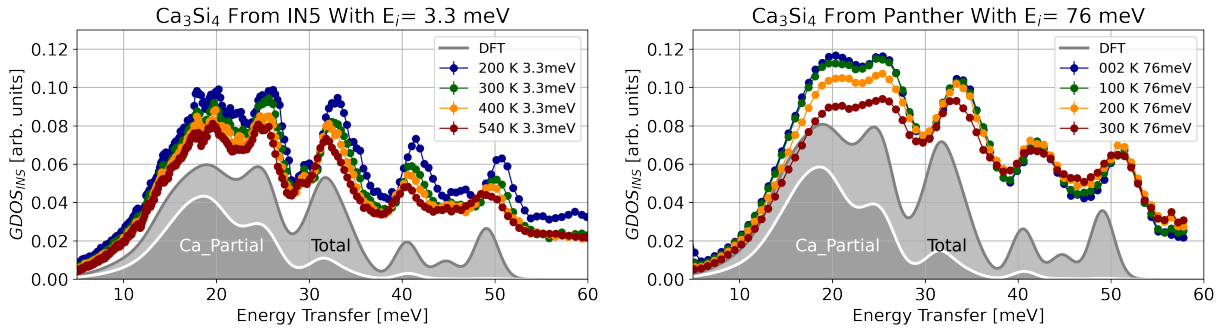 Ca₃Si₄ From IN5 With Eᵢ= 3.3 meV
GDOS_INS [arb. units]
0.12
0.10
0.08
0.06
0.04
0.02
0.00
DFT
200 K 3.3meV
300 K 3.3meV
400 K 3.3meV
540 K 3.3meV
Ca_Partial
Total
10
20
30
40
50
60
Energy Transfer [meV]
Ca₃Si₄ From Panther With Eᵢ= 76 meV
GDOS_INS [arb. units]
0.12
0.10
0.08
0.06
0.04
0.02
0.00
DFT
002 K 76meV
100 K 76meV
200 K 76meV
300 K 76meV
Ca_Partial
Total
10
20
30
40
50
60
Energy Transfer [meV]